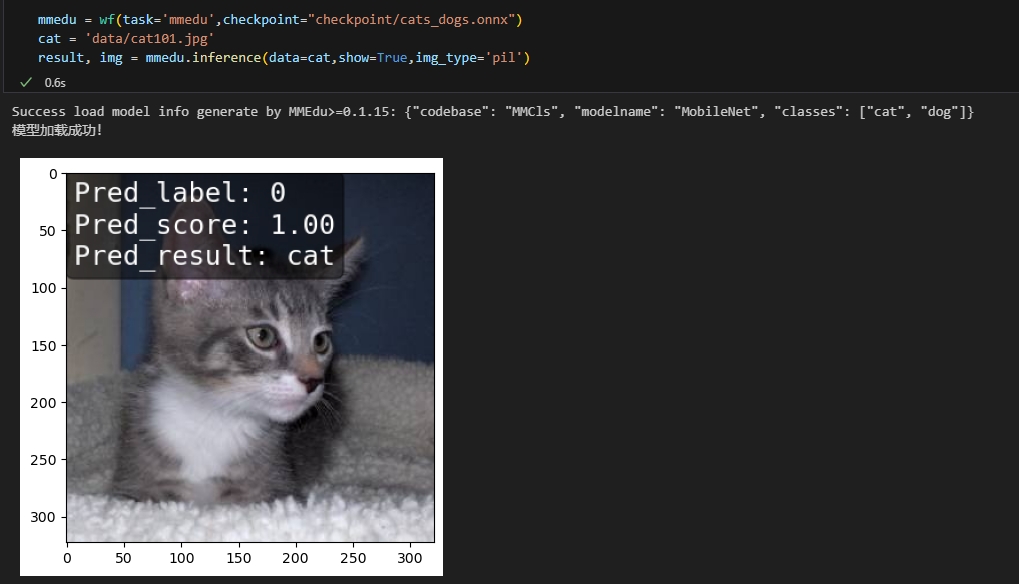 mmedu = wf(task='mmedu',checkpoint="checkpoint/cats_dogs.onnx")
cat = 'data/cat101.jpg'
result, img = mmedu.inference(data=cat,show=True,img_type='pil')
0.6s
Success load model info generate by MMEdu>=0.1.15: {"codebase": "MMCls", "modelname": "MobileNet", "classes": ["cat", "dog"]}
模型加载成功!
Pred_label: 0
Pred_score: 1.00
Pred_result: cat
0
50
100
150
200
250
300
0 50 100 150 200 250 300